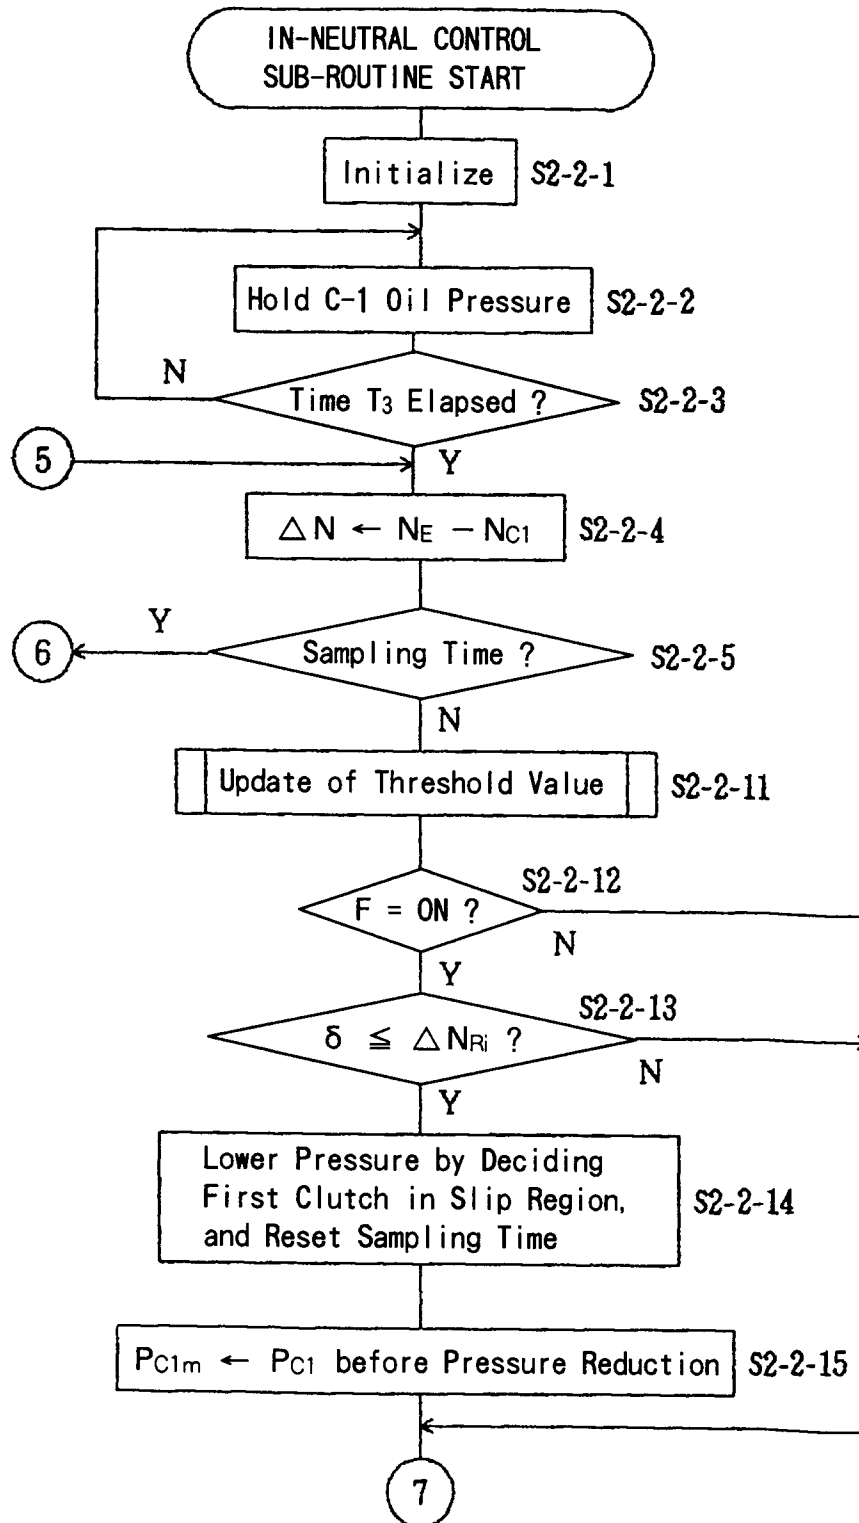 IN-NEUTRAL CONTROL
SUB-ROUTINE START
Initialize
S2-2-1
Hold C-1 Oil Pressure
S2-2-2
N
Time T3 Elapsed ?
S2-2-3
5
Y
△N ← NE − NC1
S2-2-4
Y
6
Sampling Time ?
S2-2-5
N
Update of Threshold Value
S2-2-11
S2-2-12
F = ON ?
N
Y
S2-2-13
δ ≦ △NRi ?
N
Y
Lower Pressure by Deciding
First Clutch in Slip Region,
and Reset Sampling Time
S2-2-14
PC1m ← PC1 before Pressure Reduction
S2-2-15
7